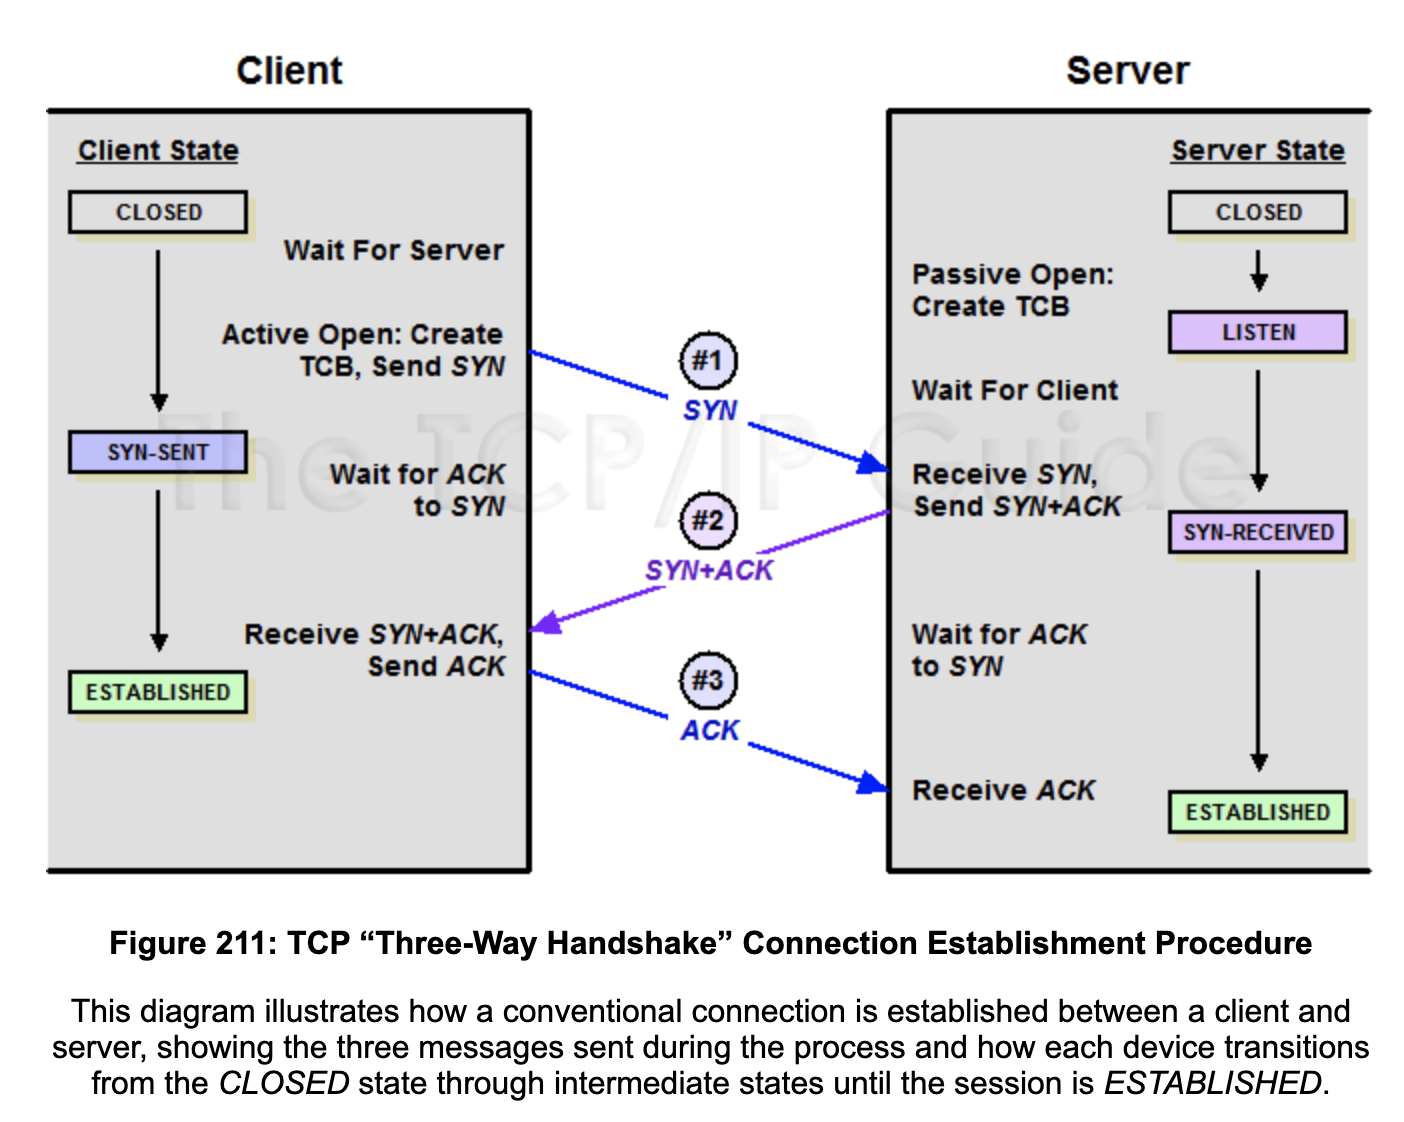 Client
Server
Client State
CLOSED
Wait For Server
Active Open: Create
TCB, Send SYN
SYN-SENT
Wait for ACK
to SYN
Receive SYN+ACK,
Send ACK
ESTABLISHED
#1
SYN
#2
SYN+ACK
#3
ACK
Server State
CLOSED
Passive Open:
Create TCB
LISTEN
Wait For Client
Receive SYN,
Send SYN+ACK
SYN-RECEIVED
Wait for ACK
to SYN
Receive ACK
ESTABLISHED
The TCP/IP Guide
Figure 211: TCP “Three-Way Handshake” Connection Establishment Procedure
This diagram illustrates how a conventional connection is established between a client and
server, showing the three messages sent during the process and how each device transitions
from the CLOSED state through intermediate states until the session is ESTABLISHED.